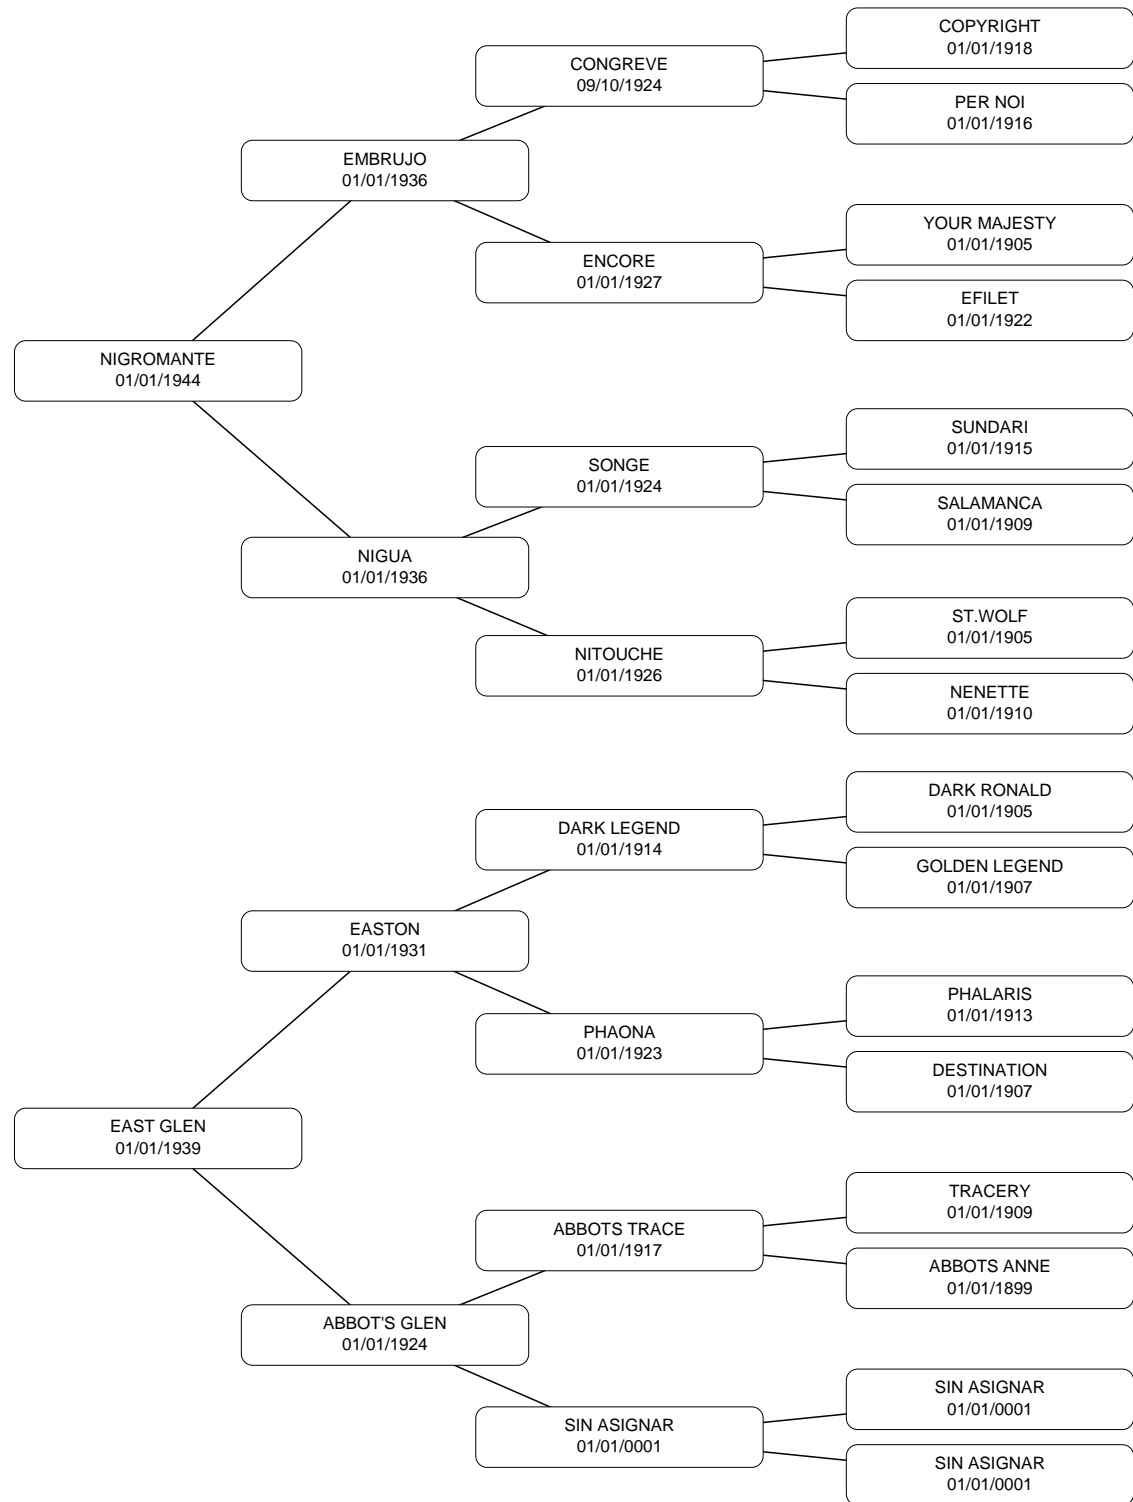 COPYRIGHT
01/01/1918
CONGREVE
09/10/1924
PER NOI
01/01/1916
EMBRUJO
01/01/1936
YOUR MAJESTY
01/01/1905
ENCORE
01/01/1927
EFILET
01/01/1922
NIGROMANTE
01/01/1944
SUNDARI
01/01/1915
SONGE
01/01/1924
SALAMANCA
01/01/1909
NIGUA
01/01/1936
ST.WOLF
01/01/1905
NITOUCHE
01/01/1926
NENETTE
01/01/1910
DARK RONALD
01/01/1905
DARK LEGEND
01/01/1914
GOLDEN LEGEND
01/01/1907
EASTON
01/01/1931
PHALARIS
01/01/1913
PHAONA
01/01/1923
DESTINATION
01/01/1907
EAST GLEN
01/01/1939
TRACERY
01/01/1909
ABBOTS TRACE
01/01/1917
ABBOTS ANNE
01/01/1899
ABBOT'S GLEN
01/01/1924
SIN ASIGNAR
01/01/0001
SIN ASIGNAR
01/01/0001
SIN ASIGNAR
01/01/0001